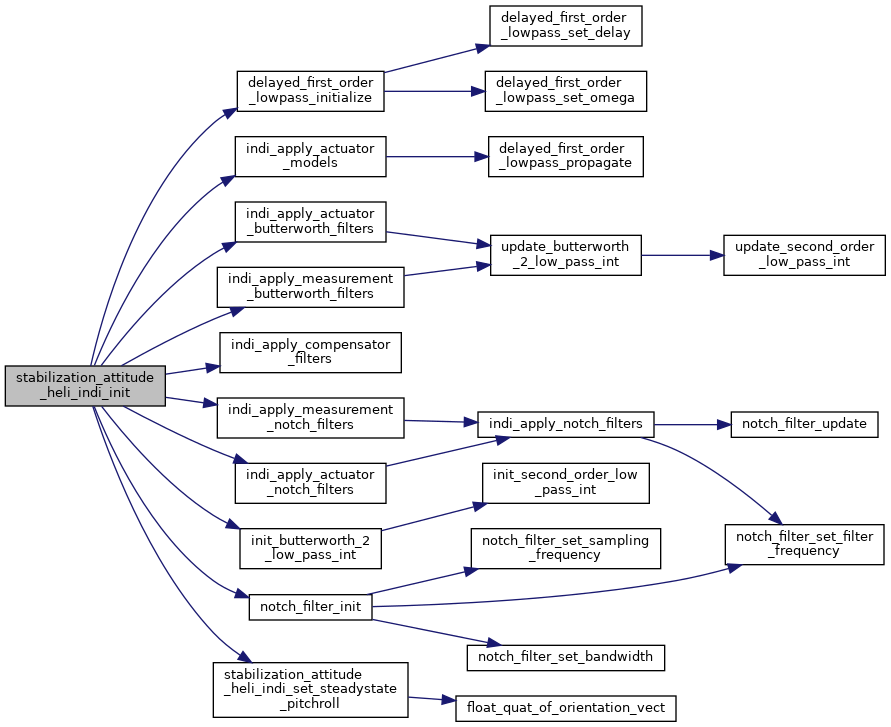 delayed_first_order
_lowpass_set_delay
delayed_first_order
_lowpass_initialize
delayed_first_order
_lowpass_set_omega
indi_apply_actuator
_models
delayed_first_order
_lowpass_propagate
indi_apply_actuator
_butterworth_filters
update_butterworth
_2_low_pass_int
update_second_order
_low_pass_int
indi_apply_measurement
_butterworth_filters
indi_apply_compensator
_filters
stabilization_attitude
_heli_indi_init
indi_apply_measurement
_notch_filters
indi_apply_notch_filters
notch_filter_update
indi_apply_actuator
_notch_filters
init_second_order_low
_pass_int
init_butterworth_2
_low_pass_int
notch_filter_set_sampling
_frequency
notch_filter_set_filter
_frequency
notch_filter_init
notch_filter_set_bandwidth
stabilization_attitude
_heli_indi_set_steadystate
_pitchroll
float_quat_of_orientation_vect